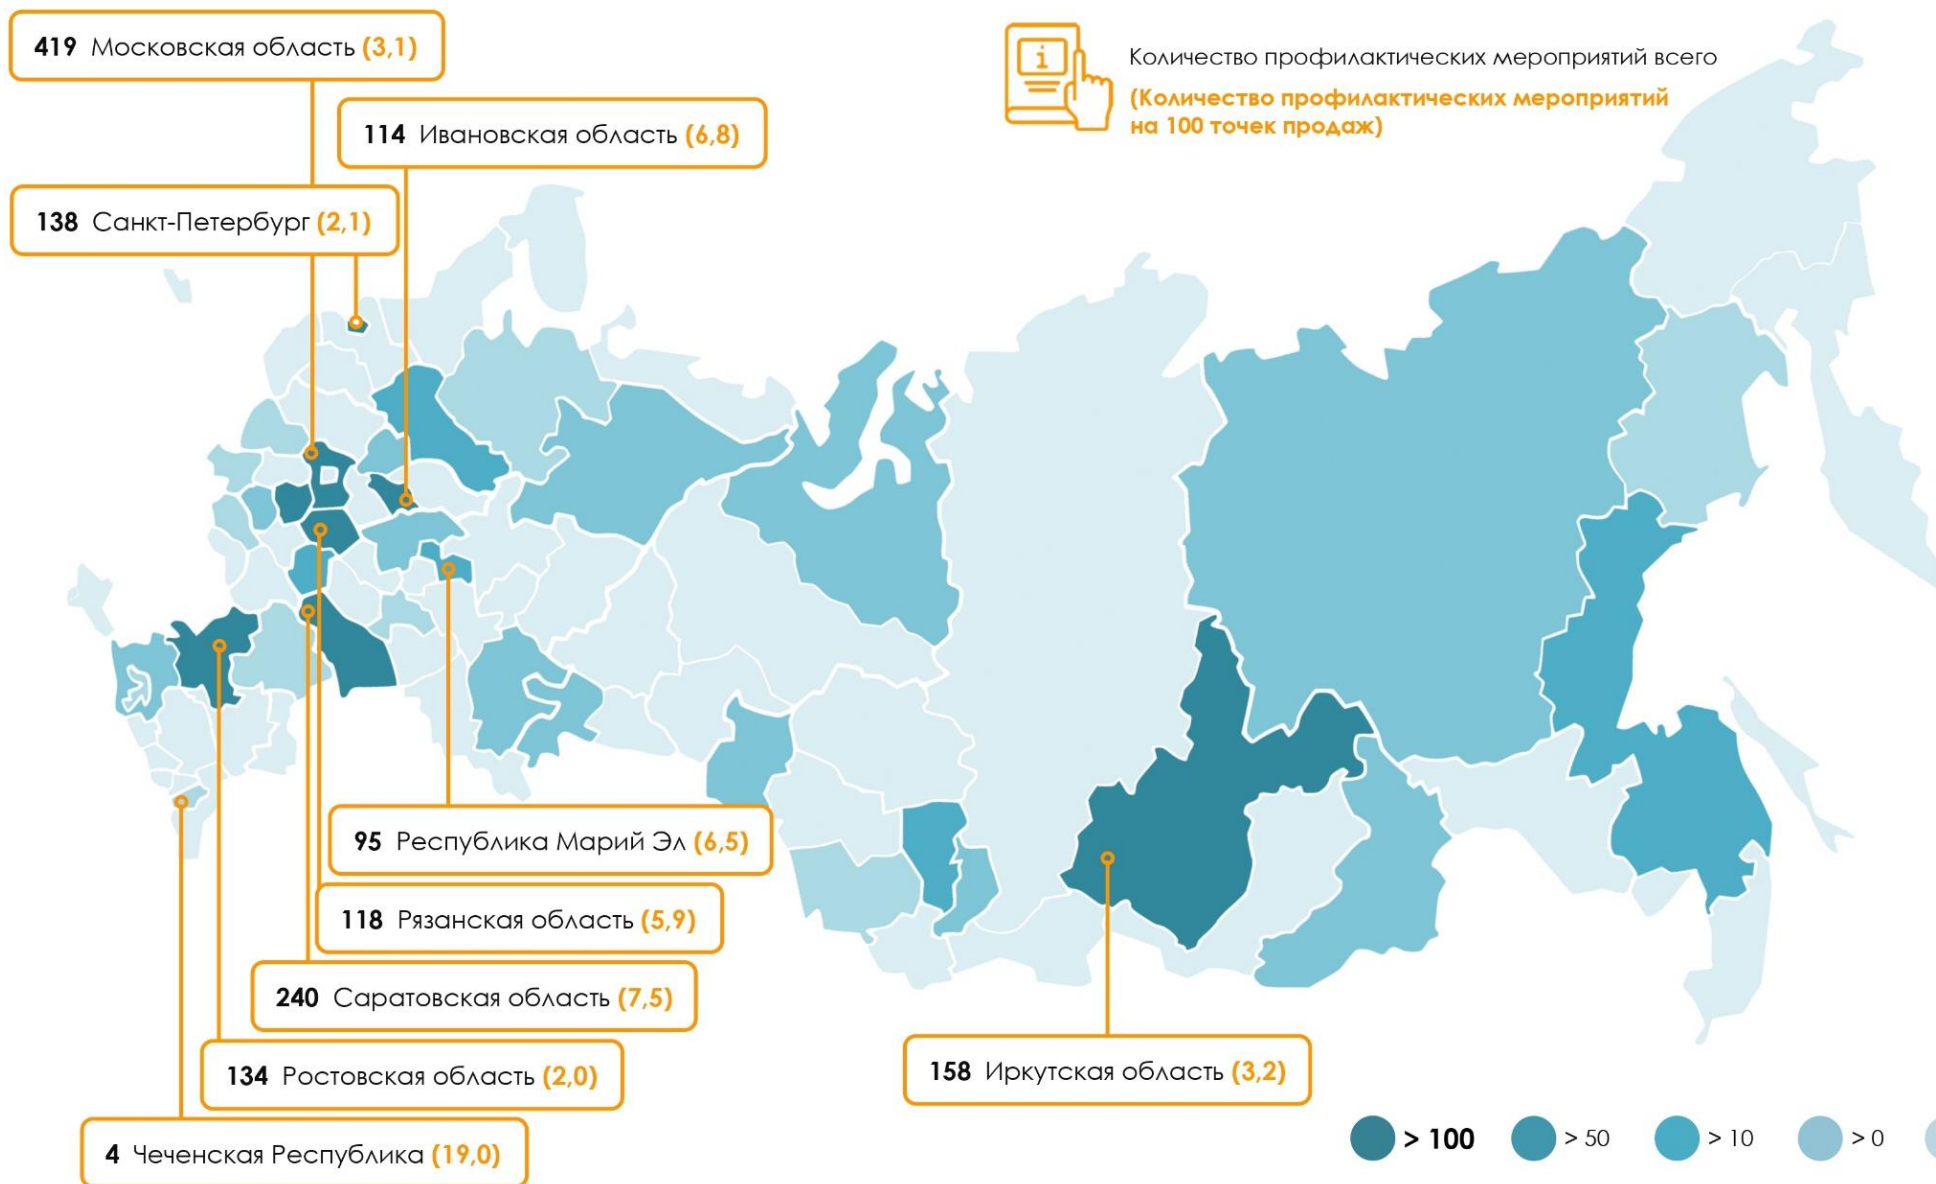 419 Московская область (3,1)
Количество профилактических мероприятий всего
(Количество профилактических мероприятий
на 100 точек продаж)
114 Ивановская область (6,8)
138 Санкт-Петербург (2,1)
95 Республика Марий Эл (6,5)
118 Рязанская область (5,9)
240 Саратовская область (7,5)
134 Ростовская область (2,0)
158 Иркутская область (3,2)
4 Чеченская Республика (19,0)
> 100 > 50 > 10 > 0